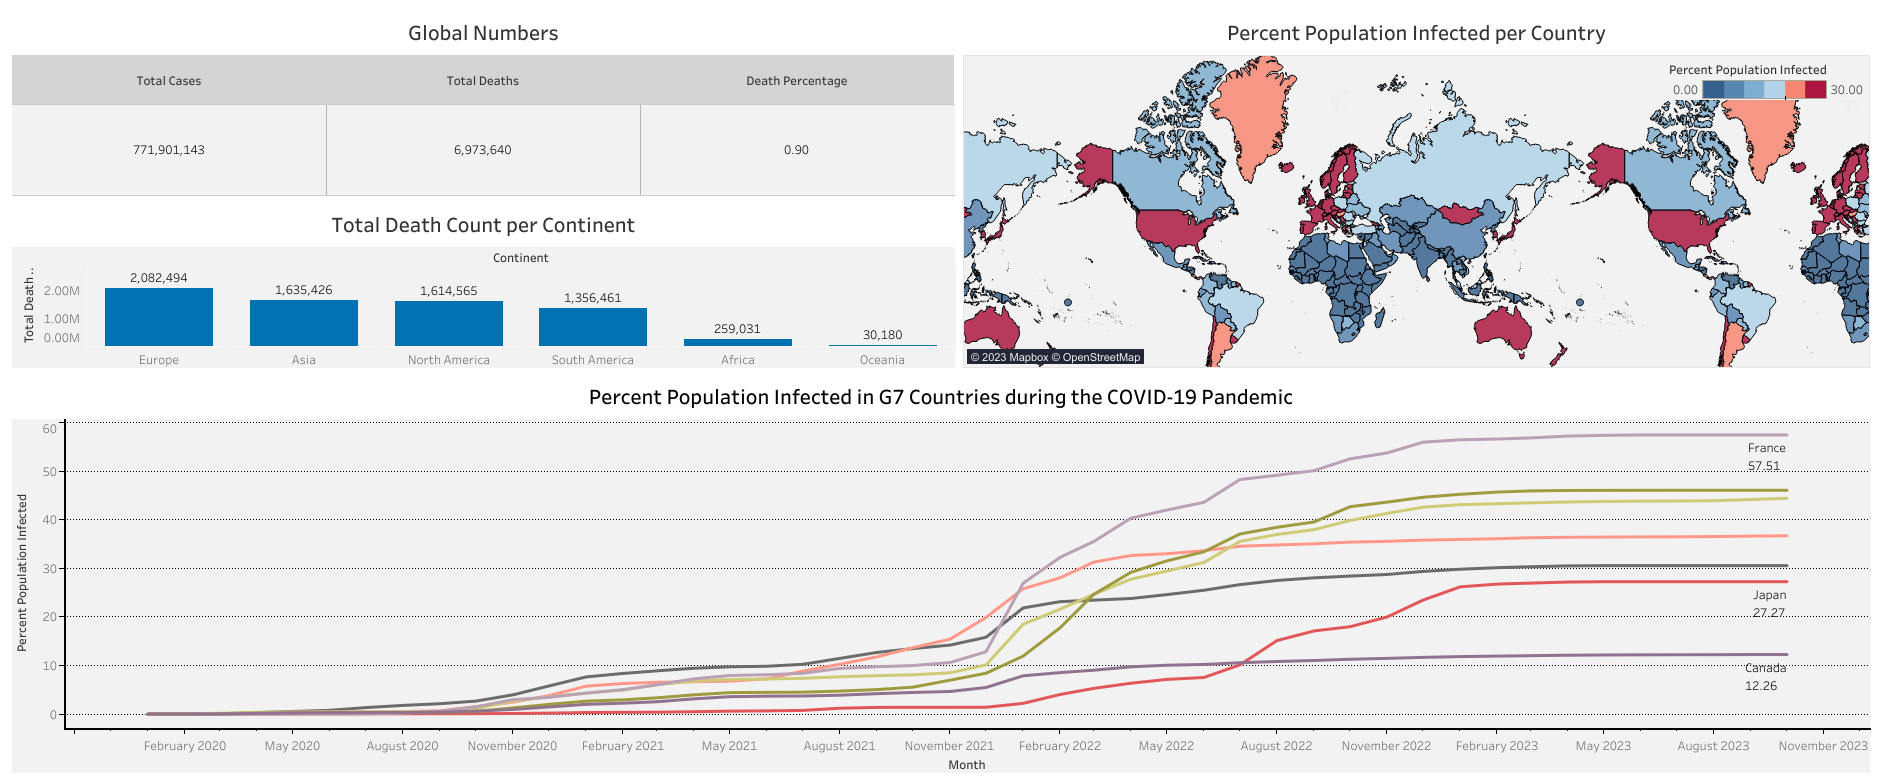 Global Numbers
Total Cases Total Deaths Death Percentage
771,901,143 6,973,640 0.90
Total Death Count per Continent
Continent
Total Death..
2.00M
1.00M
0.00M
2,082,494 1,635,426 1,614,565 1,356,461 259,031 30,180
Europe Asia North America South America Africa Oceania
Percent Population Infected per Country
Percent Population Infected
0.00 30.00
© 2023 Mapbox © OpenStreetMap
Percent Population Infected in G7 Countries during the COVID-19 Pandemic
Percent Population Infected
60
50
40
30
20
10
0
France
57.51
Japan
27.27
Canada
12.26
February 2020 May 2020 August 2020 November 2020 February 2021 May 2021 August 2021 November 2021 February 2022 May 2022 August 2022 November 2022 February 2023 May 2023 August 2023 November 2023
Month